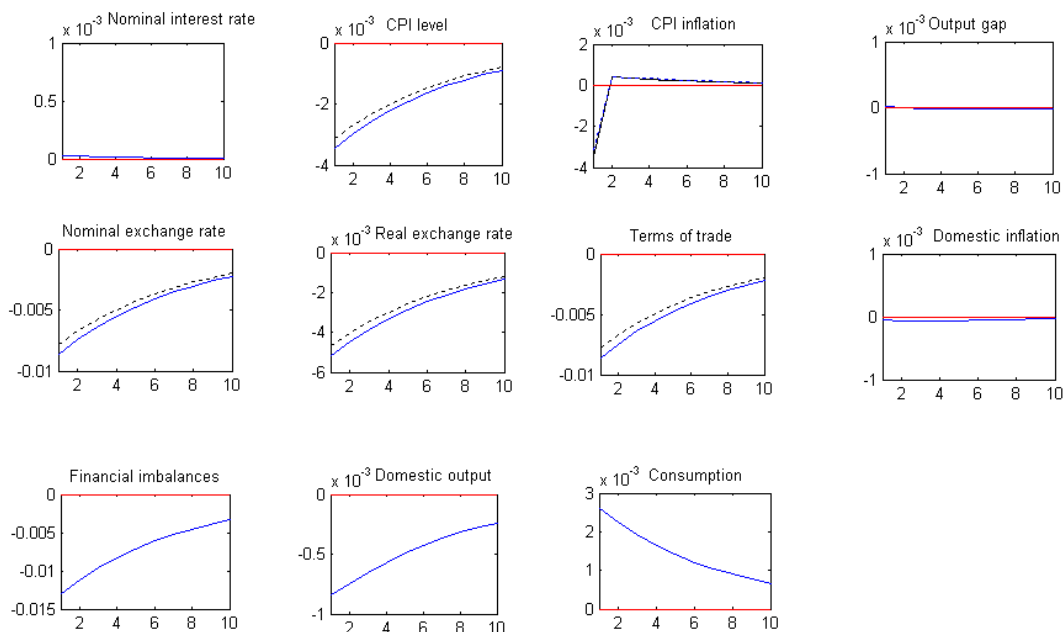 x 10-3 Nominal interest rate
1
0.5
0
2 4 6 8 10
x 10-3 CPI level
0
-2
-4
2 4 6 8 10
x 10-3 CPI inflation
2
0
-2
-4
2 4 6 8 10
x 10-3 Output gap
1
0
-1
2 4 6 8 10
Nominal exchange rate
0
-0.005
-0.01
2 4 6 8 10
x 10-3 Real exchange rate
0
-2
-4
-6
2 4 6 8 10
Terms of trade
0
-0.005
-0.01
2 4 6 8 10
x 10-3 Domestic inflation
1
0
-1
2 4 6 8 10
Financial imbalances
0
-0.005
-0.01
-0.015
2 4 6 8 10
x 10-3 Domestic output
0
-0.5
-1
2 4 6 8 10
x 10-3 Consumption
3
2
1
0
2 4 6 8 10